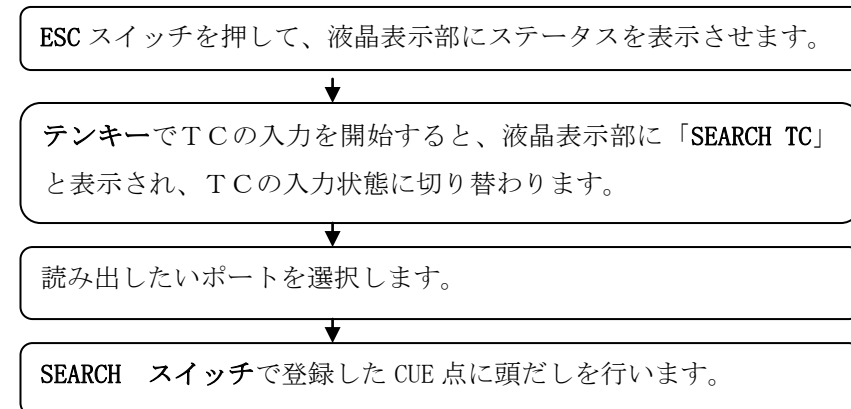 ESC スイッチを押して、液晶表示部にステータスを表示させます。
テンキーでＴＣの入力を開始すると、液晶表示部に「SEARCH TC」
と表示され、ＴＣの入力状態に切り替わります。
読み出したいポートを選択します。
SEARCH　スイッチで登録した CUE 点に頭だしを行います。